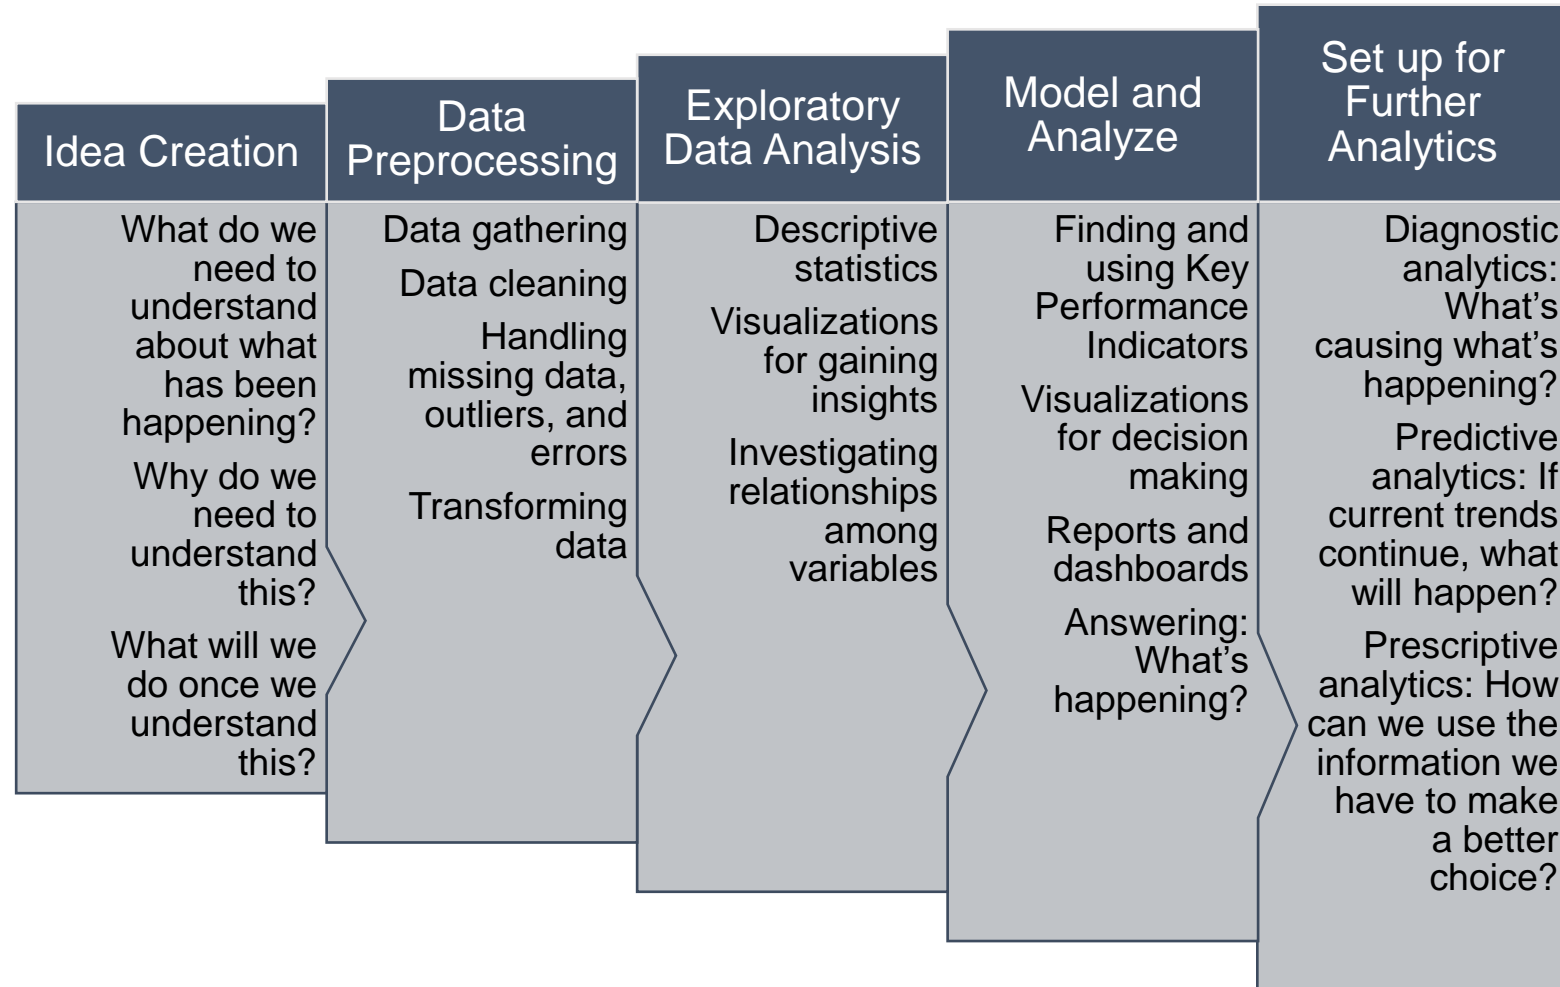 Idea Creation
What do we
need to
understand
about what
has been
happening?
Why do we
need to
understand
this?
What will we
do once we
understand
this?
Data
Preprocessing
Data gathering
Data cleaning
Handling
missing data,
outliers, and
errors
Transforming
data
Exploratory
Data Analysis
Descriptive
statistics
Visualizations
for gaining
insights
Investigating
relationships
among
variables
Model and
Analyze
Finding and
using Key
Performance
Indicators
Visualizations
for decision
making
Reports and
dashboards
Answering:
What’s
happening?
Set up for
Further
Analytics
Diagnostic
analytics:
What’s
causing what’s
happening?
Predictive
analytics: If
current trends
continue, what
will happen?
Prescriptive
analytics: How
can we use the
information we
have to make
a better
choice?